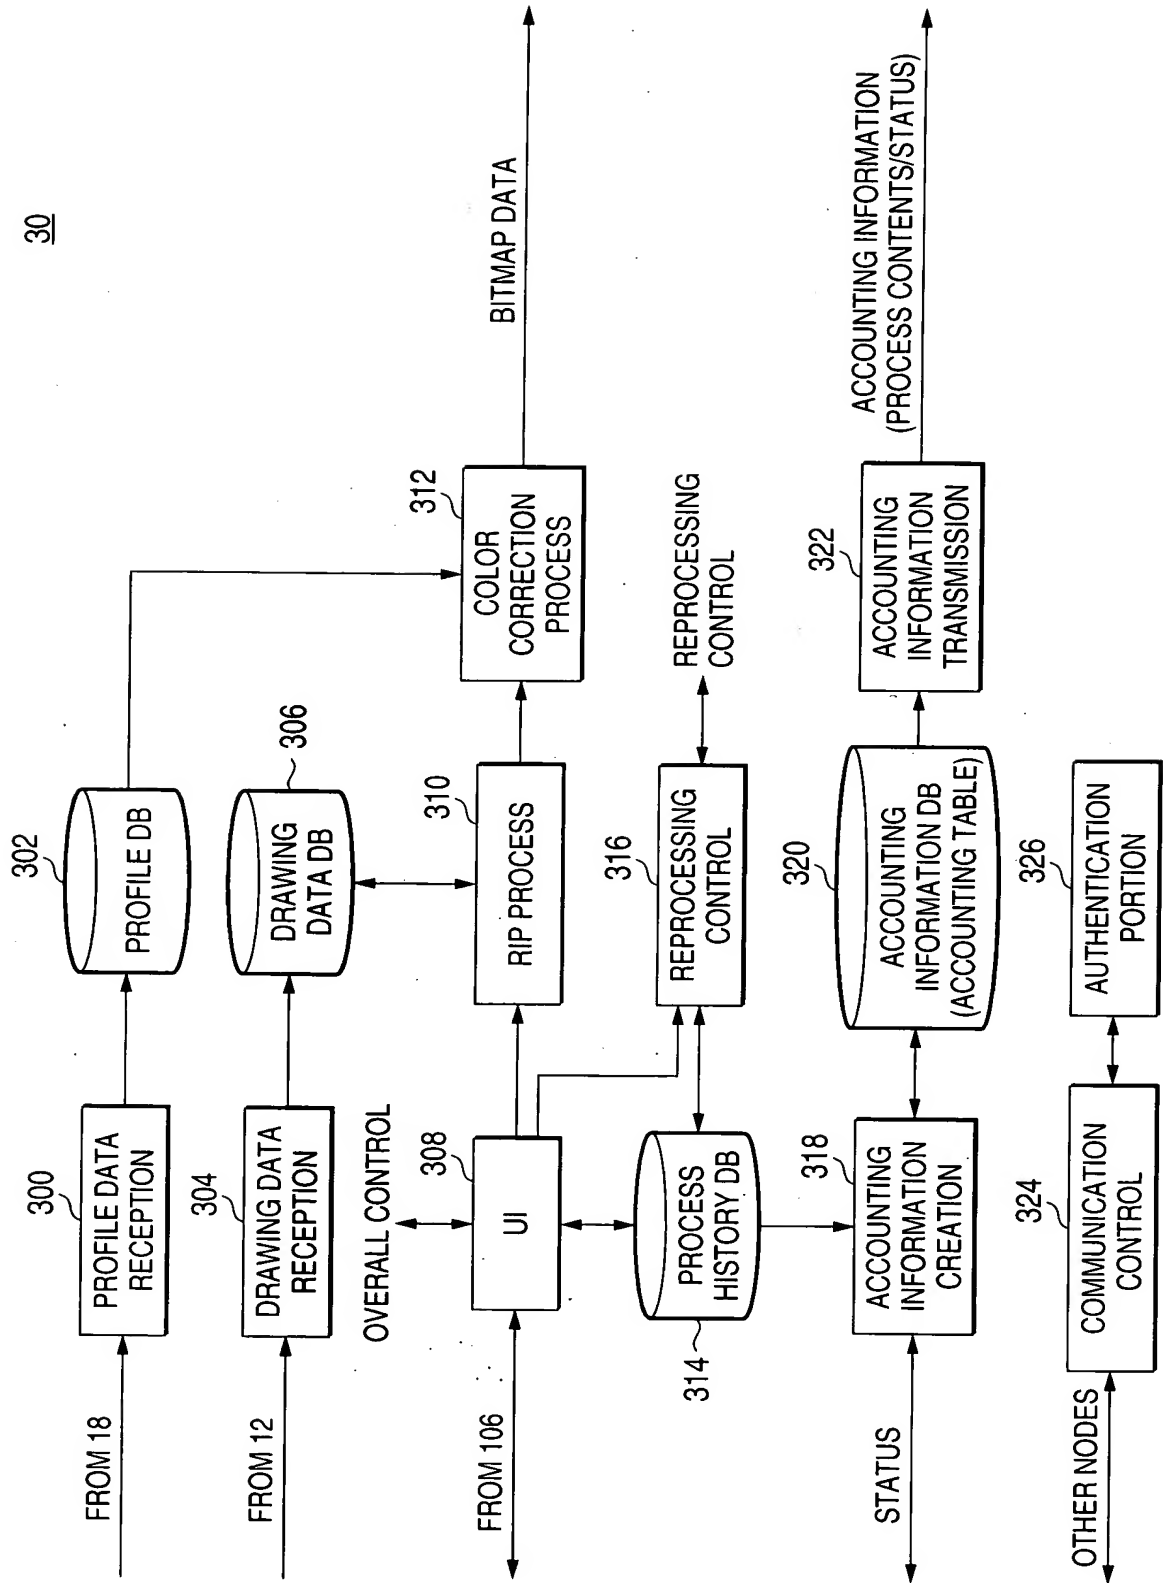 30
FROM 18
300
PROFILE DATA
RECEPTION
302
PROFILE DB
FROM 12
304
DRAWING DATA
RECEPTION
306
DRAWING
DATA DB
OVERALL CONTROL
FROM 106
308
UI
310
RIP PROCESS
312
COLOR
CORRECTION
PROCESS
BITMAP DATA
314
PROCESS
HISTORY DB
316
REPROCESSING
CONTROL
REPROCESSING
CONTROL
STATUS
318
ACCOUNTING
INFORMATION
CREATION
320
ACCOUNTING
INFORMATION DB
(ACCOUNTING TABLE)
322
ACCOUNTING
INFORMATION
TRANSMISSION
ACCOUNTING INFORMATION
(PROCESS CONTENTS/STATUS)
OTHER NODES
324
COMMUNICATION
CONTROL
326
AUTHENTICATION
PORTION